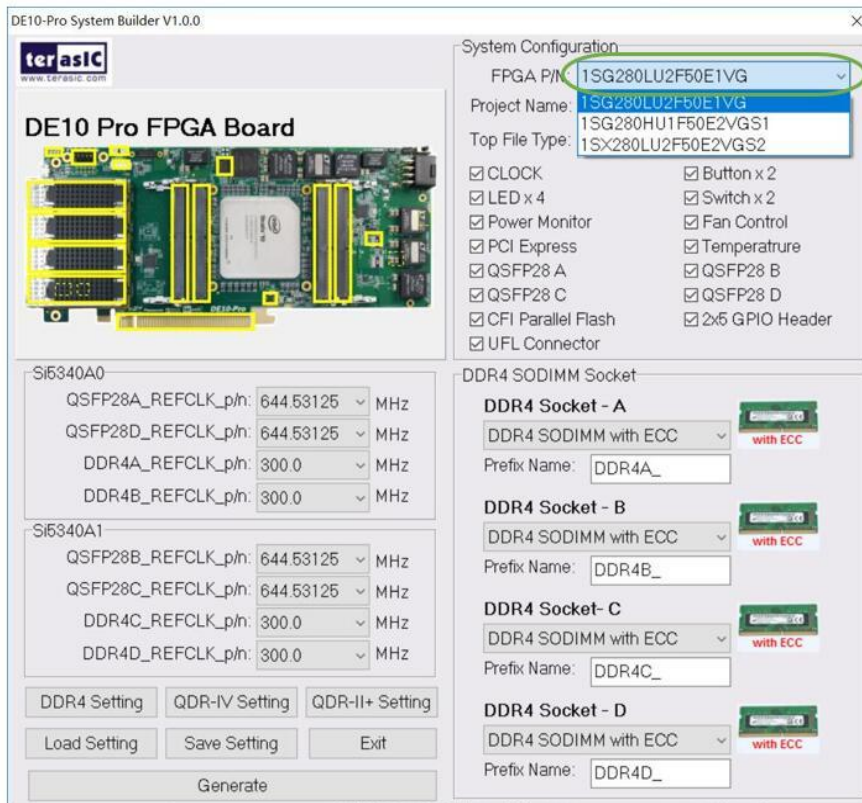 DE10-Pro System Builder V1.0.0
terasIC
www.terasic.com
DE10 Pro FPGA Board
DE10-Pro
System Configuration
FPGA P/N: 1SG280LU2F50E1VG
1SG280LU2F50E1VG
1SG280HU1F50E2VGS1
1SX280LU2F50E2VGS2
Project Name:
Top File Type:
CLOCK
Button x 2
LED x 4
Switch x 2
Power Monitor
Fan Control
PCI Express
Temperatrure
QSFP28 A
QSFP28 B
QSFP28 C
QSFP28 D
CFI Parallel Flash
2x5 GPIO Header
UFL Connector
Si5340A0
QSFP28A_REFCLK_p/n: 644.53125 MHz
QSFP28D_REFCLK_p/n: 644.53125 MHz
DDR4A_REFCLK_p/n: 300.0 MHz
DDR4B_REFCLK_p/n: 300.0 MHz
Si5340A1
QSFP28B_REFCLK_p/n: 644.53125 MHz
QSFP28C_REFCLK_p/n: 644.53125 MHz
DDR4C_REFCLK_p/n: 300.0 MHz
DDR4D_REFCLK_p/n: 300.0 MHz
DDR4 Setting
QDR-IV Setting
QDR-II+ Setting
Load Setting
Save Setting
Exit
Generate
DDR4 SODIMM Socket
DDR4 Socket - A
DDR4 SODIMM with ECC
with ECC
Prefix Name: DDR4A_
DDR4 Socket - B
DDR4 SODIMM with ECC
with ECC
Prefix Name: DDR4B_
DDR4 Socket- C
DDR4 SODIMM with ECC
with ECC
Prefix Name: DDR4C_
DDR4 Socket - D
DDR4 SODIMM with ECC
with ECC
Prefix Name: DDR4D_